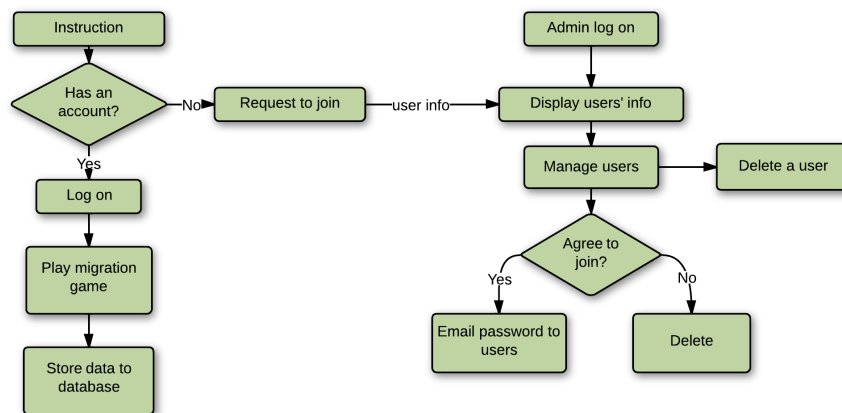 Instruction
Admin log on
Has an
account?
No
Request to join
user info
Display users' info
Yes
Manage users
Delete a user
Log on
Agree to
join?
Play migration
game
Yes
No
Email password to
users
Delete
Store data to
database